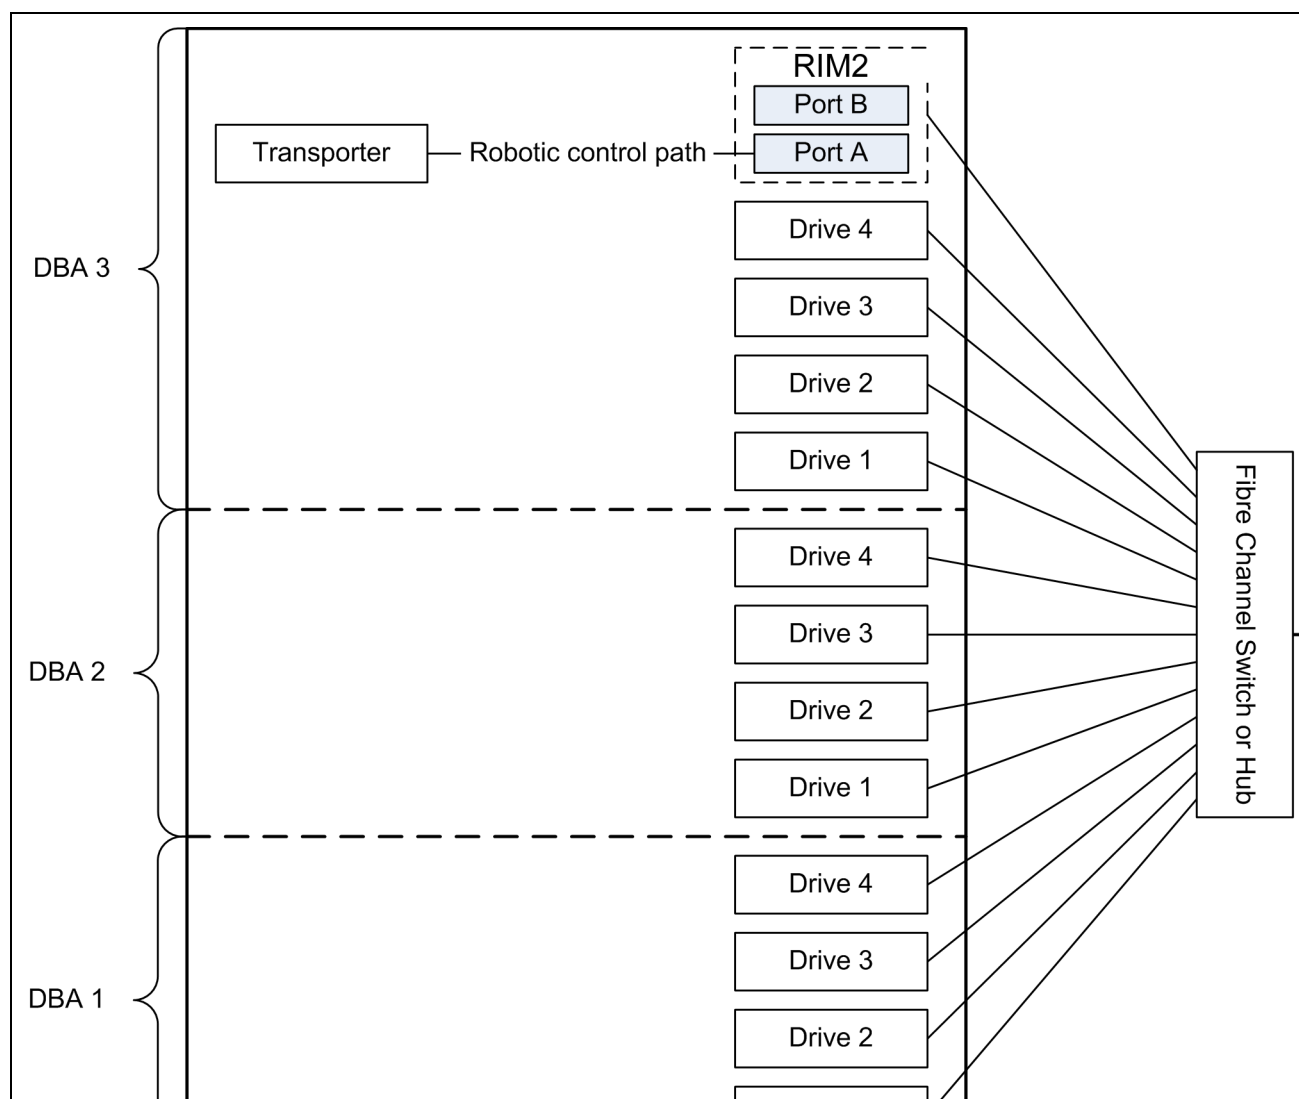 RIM2
Port B
Transporter
Robotic control path
Port A
Drive 4
DBA 3
Drive 3
Drive 2
Drive 1
Fibre Channel Switch or Hub
Drive 4
Drive 3
DBA 2
Drive 2
Drive 1
Drive 4
Drive 3
DBA 1
Drive 2